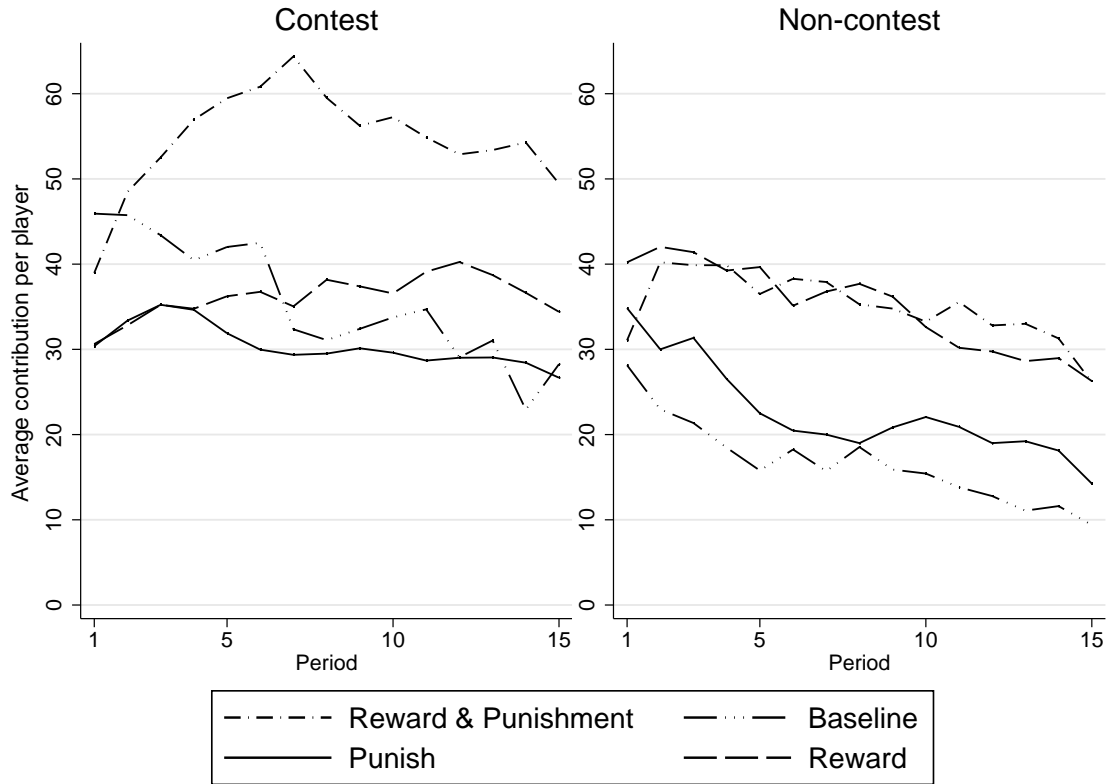 Contest Non-contest
Average contribution per player
60
50
40
30
20
10
0
1 5 10 15
Period
60
50
40
30
20
10
0
1 5 10 15
Period
Reward & Punishment Baseline
Punish Reward